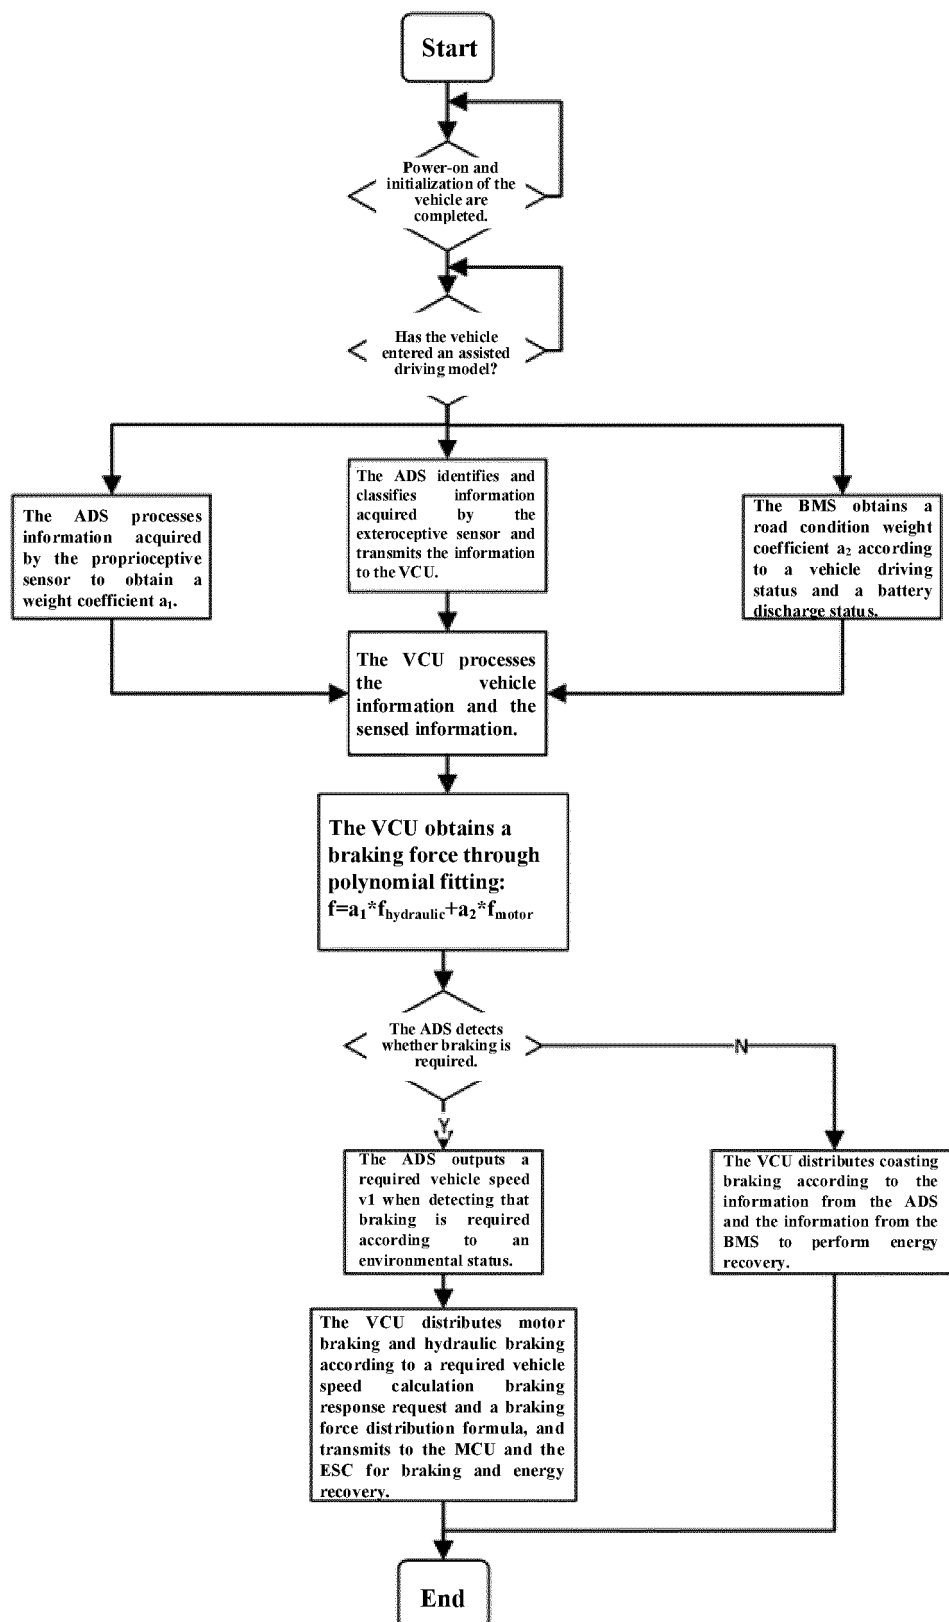 Start
Power-on and
initialization of the
vehicle are
completed.
Has the vehicle
entered an assisted
driving model?
The ADS processes
information acquired
by the proprioceptive
sensor to obtain a
weight coefficient a₁.
The ADS identifies and
classifies information
acquired by the
exteroceptive sensor and
transmits the information
to the VCU.
The BMS obtains a
road condition weight
coefficient a₂ according
to a vehicle driving
status and a battery
discharge status.
The VCU processes
the vehicle
information and the
sensed information.
The VCU obtains a
braking force through
polynomial fitting:
f=a₁*f_hydraulic+a₂*f_motor
The ADS detects
whether braking is
required.
N
Y
The ADS outputs a
required vehicle speed
v1 when detecting that
braking is required
according to an
environmental status.
The VCU distributes coasting
braking according to the
information from the ADS
and the information from the
BMS to perform energy
recovery.
The VCU distributes motor
braking and hydraulic braking
according to a required vehicle
speed calculation braking
response request and a braking
force distribution formula, and
transmits to the MCU and the
ESC for braking and energy
recovery.
End